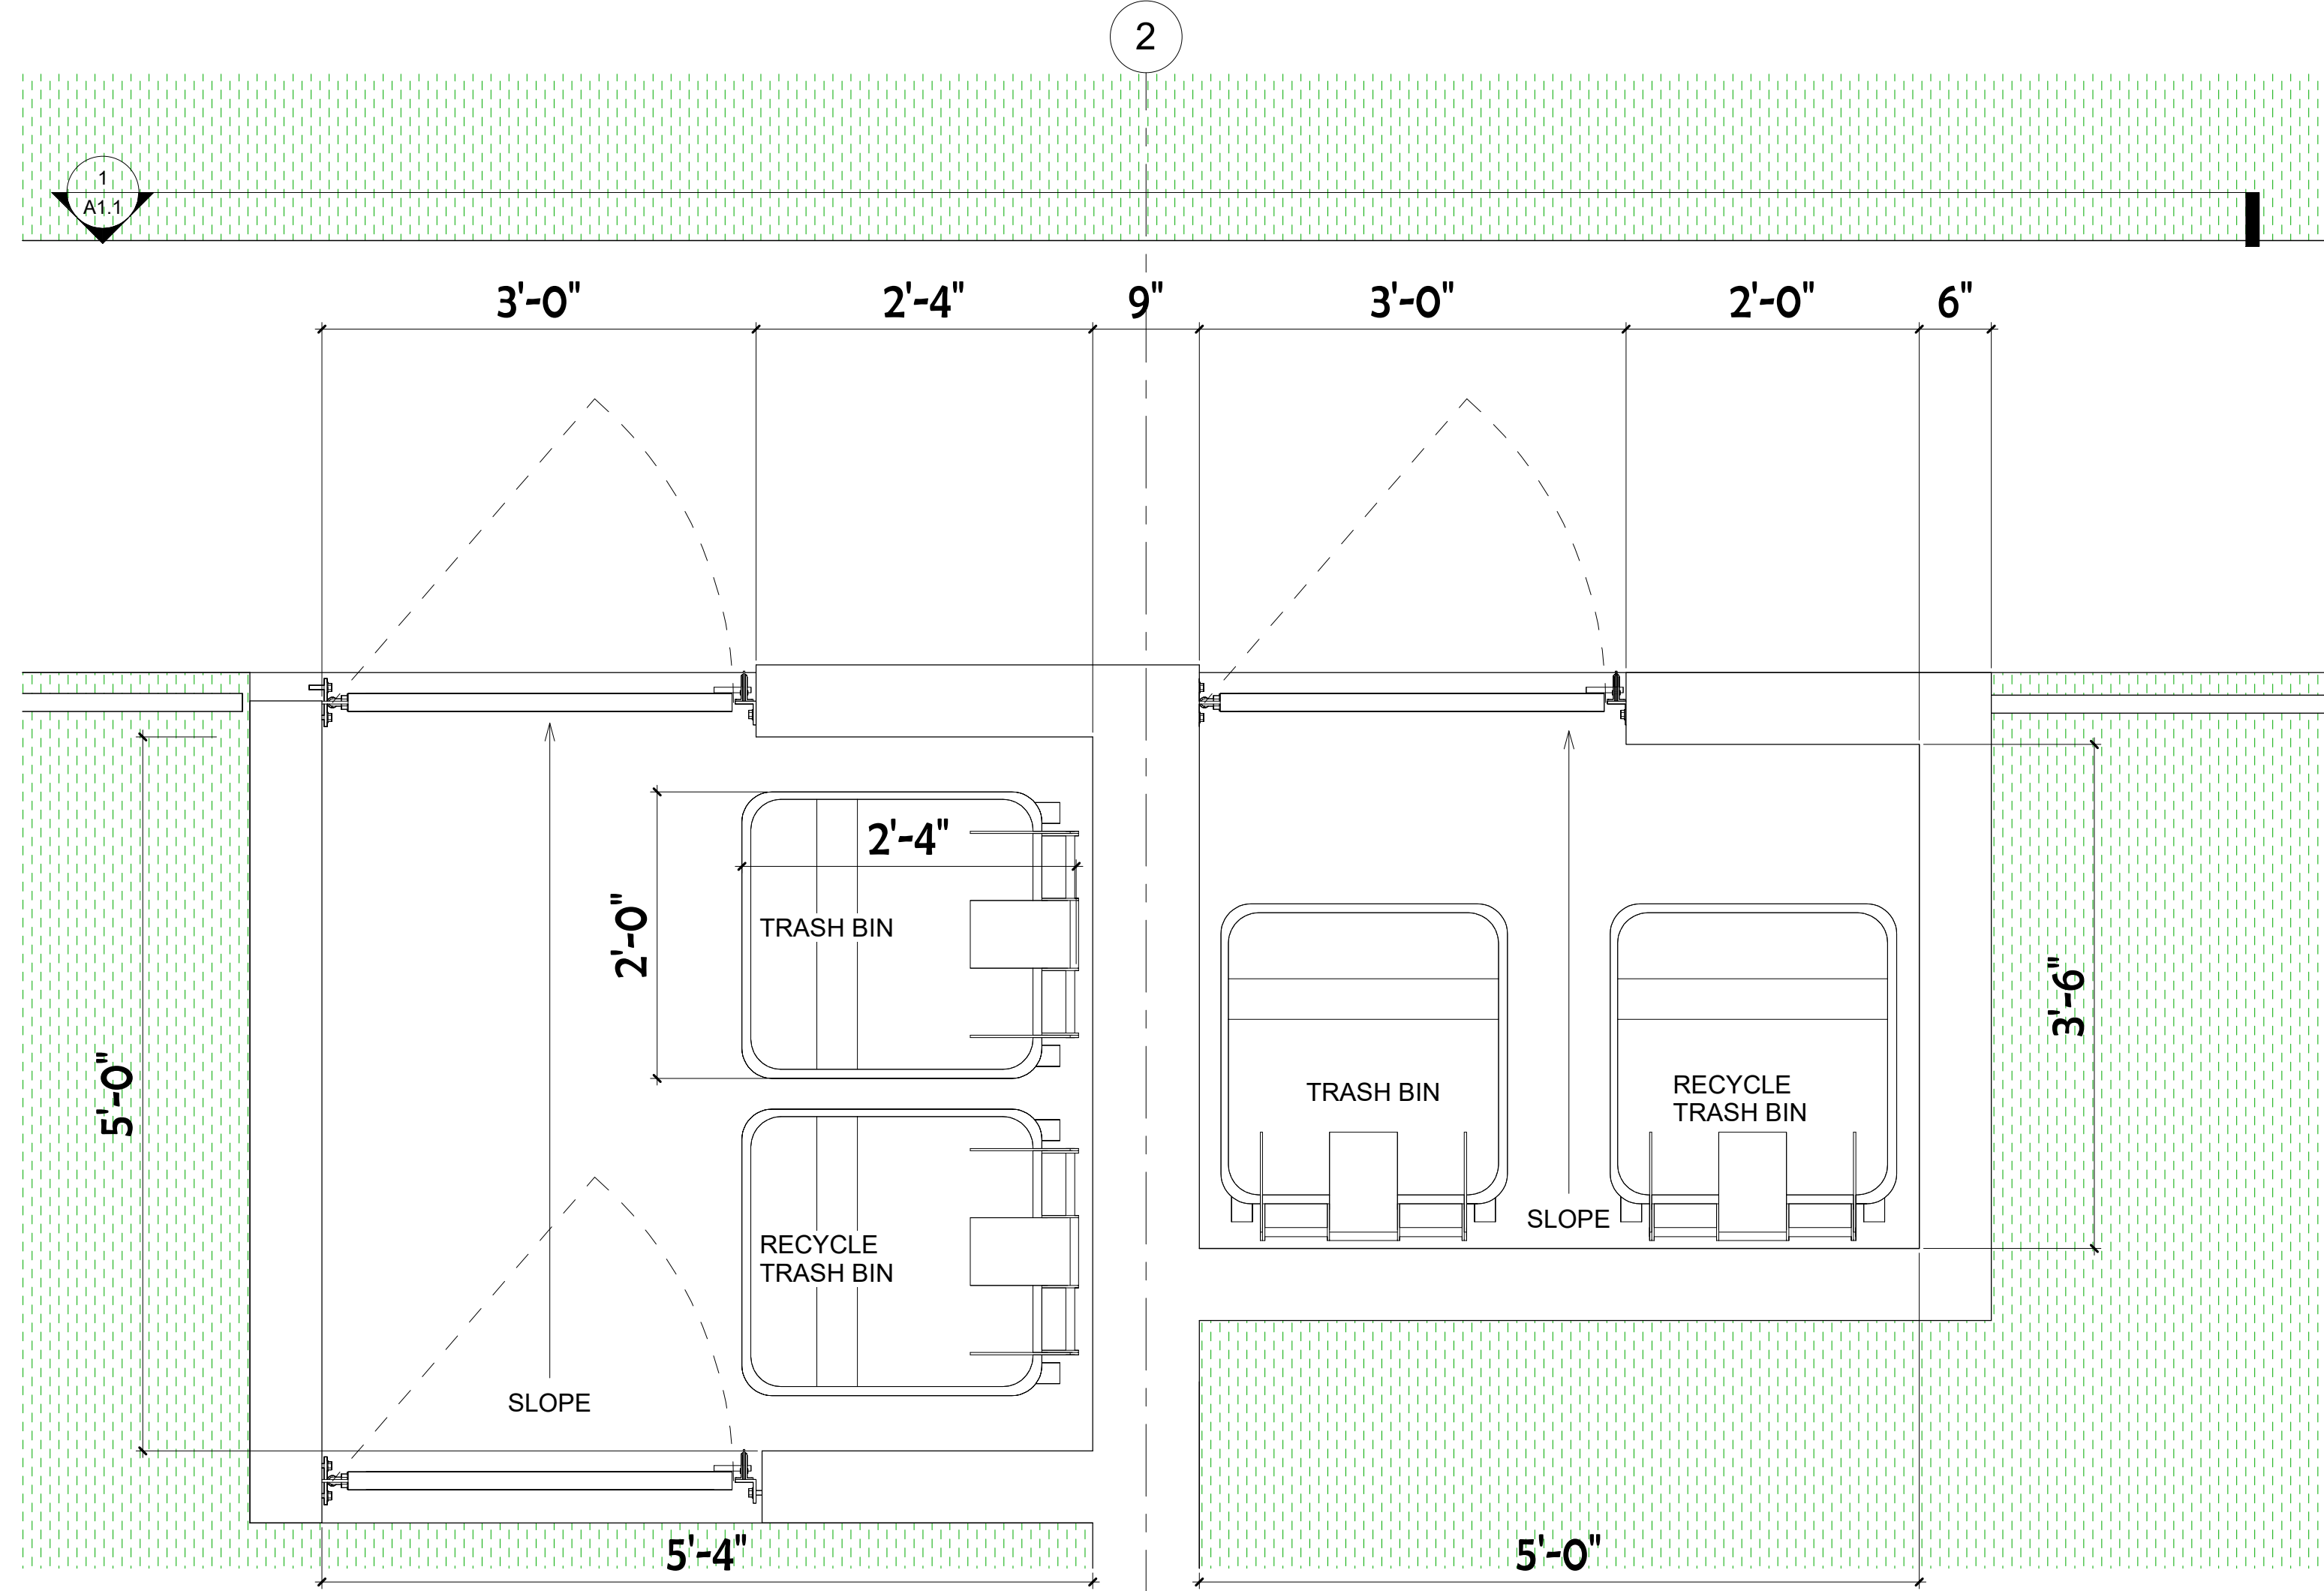 2
1
A1.1
3'-0"
2'-4"
9"
3'-0"
2'-0"
6"
2'-4"
2'-0"
TRASH BIN
3'-6"
5'-0"
TRASH BIN
RECYCLE
TRASH BIN
SLOPE
RECYCLE
TRASH BIN
SLOPE
5'-4"
5'-0"